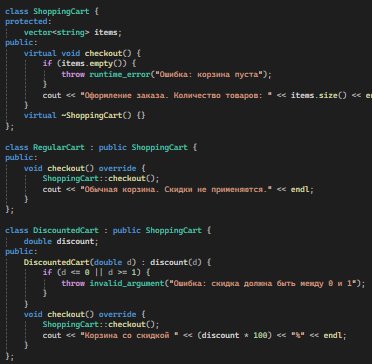 class ShoppingCart {
protected:
    vector<string> items;
public:
    virtual void checkout() {
        if (items.empty()) {
            throw runtime_error("Ошибка: корзина пуста");
        }
        cout << "Оформление заказа. Количество товаров: " << items.size() <<
    }
    virtual ~ShoppingCart() {}
};
class RegularCart : public ShoppingCart {
public:
    void checkout() override {
        ShoppingCart::checkout();
        cout << "Обычная корзина. Скидки не применяются." << endl;
    }
};
class DiscountedCart : public ShoppingCart {
    double discount;
public:
    DiscountedCart(double d) : discount(d) {
        if (d <= 0 || d >= 1) {
            throw invalid_argument("Ошибка: скидка должна быть между 0 и 1");
        }
    }
    void checkout() override {
        ShoppingCart::checkout();
        cout << "Корзина со скидкой " << (discount * 100) << "%" << endl;
    }
};